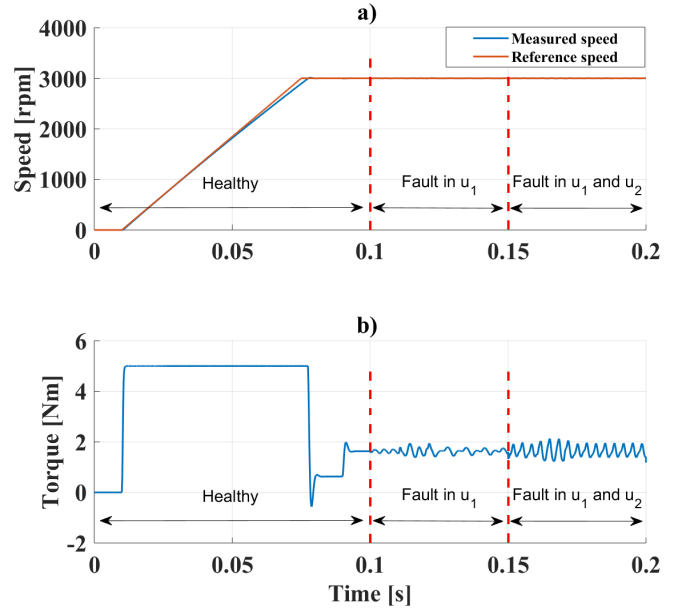 a)
Speed [rpm]
4000
3000
2000
1000
0
Measured speed
Reference speed
Healthy
Fault in u1
Fault in u1 and u2
0 0.05 0.1 0.15 0.2
b)
Torque [Nm]
6
4
2
0
-2
Healthy
Fault in u1
Fault in u1 and u2
0 0.05 0.1 0.15 0.2
Time [s]